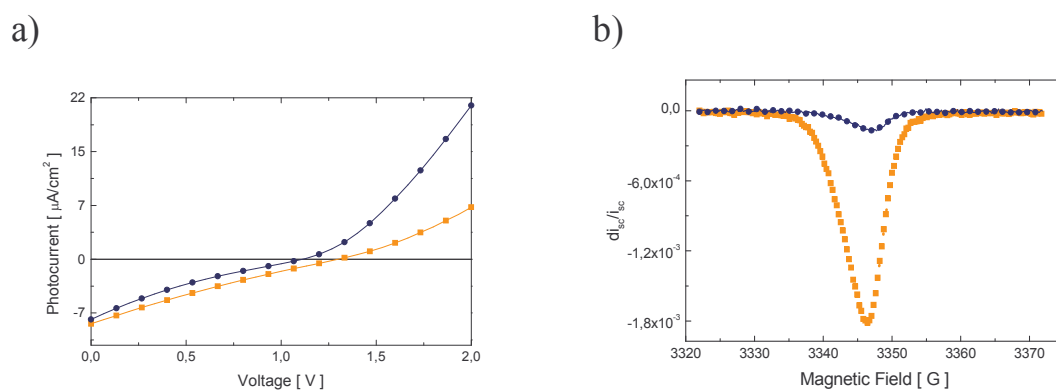 a)
22
15
7
0
-7
Photocurrent [ µA/cm² ]
0,0 0,5 1,0 1,5 2,0
Voltage [ V ]
b)
0,0
-6,0x10⁻⁴
-1,2x10⁻³
-1,8x10⁻³
di_sc/i_sc
3320 3330 3340 3350 3360 3370
Magnetic Field [ G ]